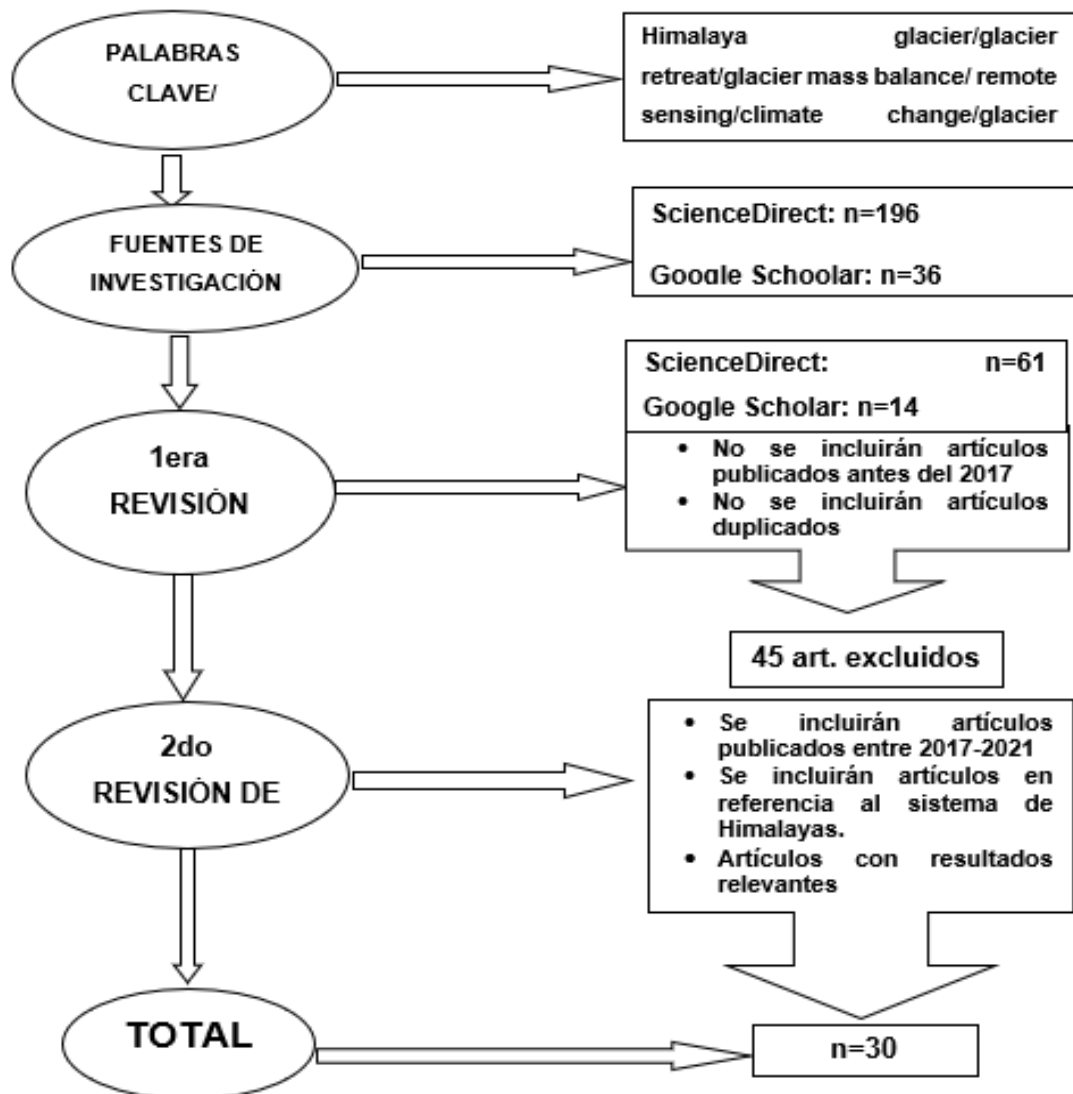 PALABRAS
CLAVE/
Himalaya glacier/glacier
retreat/glacier mass balance/ remote
sensing/climate change/glacier
FUENTES DE
INVESTIGACIÓN
ScienceDirect: n=196
Google Schoolar: n=36
1era
REVISIÓN
ScienceDirect: n=61
Google Scholar: n=14
• No se incluirán artículos
publicados antes del 2017
• No se incluirán artículos
duplicados
45 art. excluidos
2do
REVISIÓN DE
• Se incluirán artículos
publicados entre 2017-2021
• Se incluirán artículos en
referencia al sistema de
Himalayas.
• Artículos con resultados
relevantes
TOTAL
n=30